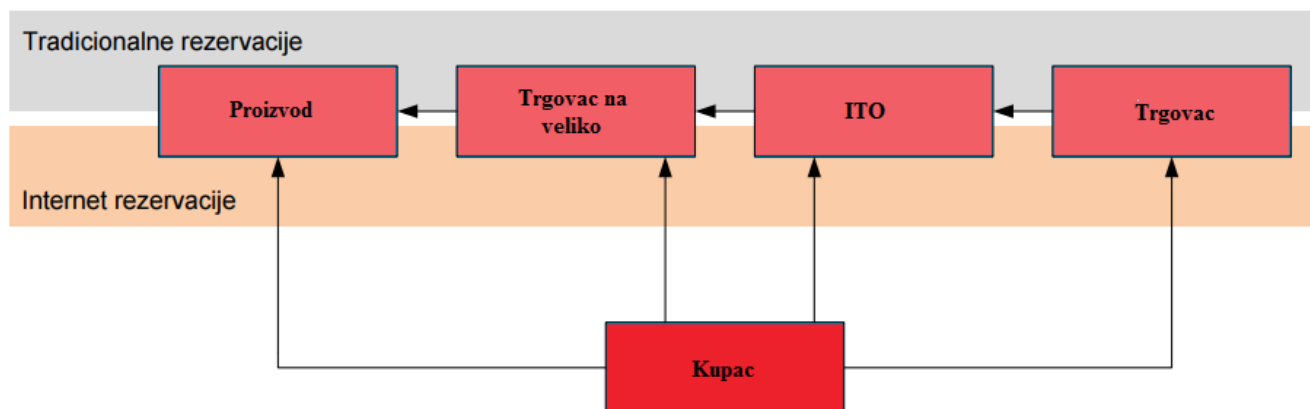 Tradicionalne rezervacije
Proizvod
Trgovac na
veliko
ITO
Trgovac
Internet rezervacije
Kupac